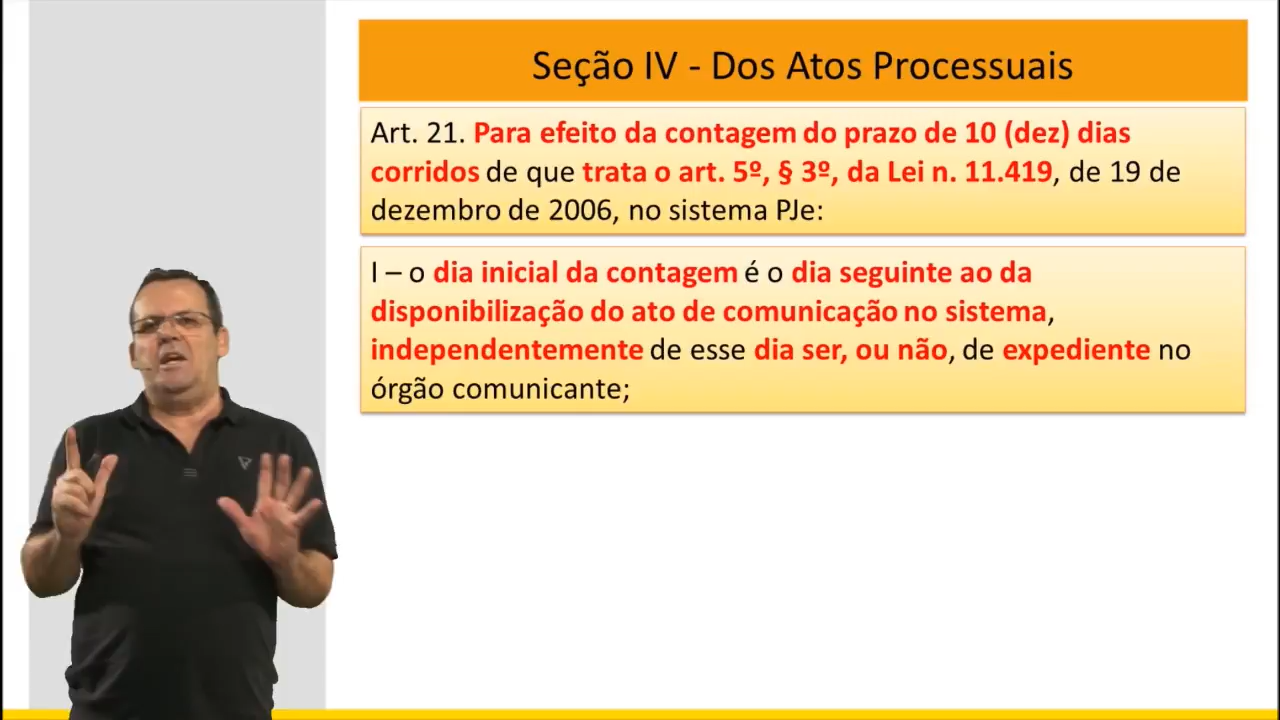 Seção IV - Dos Atos Processuais
Art. 21. Para efeito da contagem do prazo de 10 (dez) dias
corridos de que trata o art. 5º, § 3º, da Lei n. 11.419, de 19 de
dezembro de 2006, no sistema PJe:
I – o dia inicial da contagem é o dia seguinte ao da
disponibilização do ato de comunicação no sistema,
independentemente de esse dia ser, ou não, de expediente no
órgão comunicante;